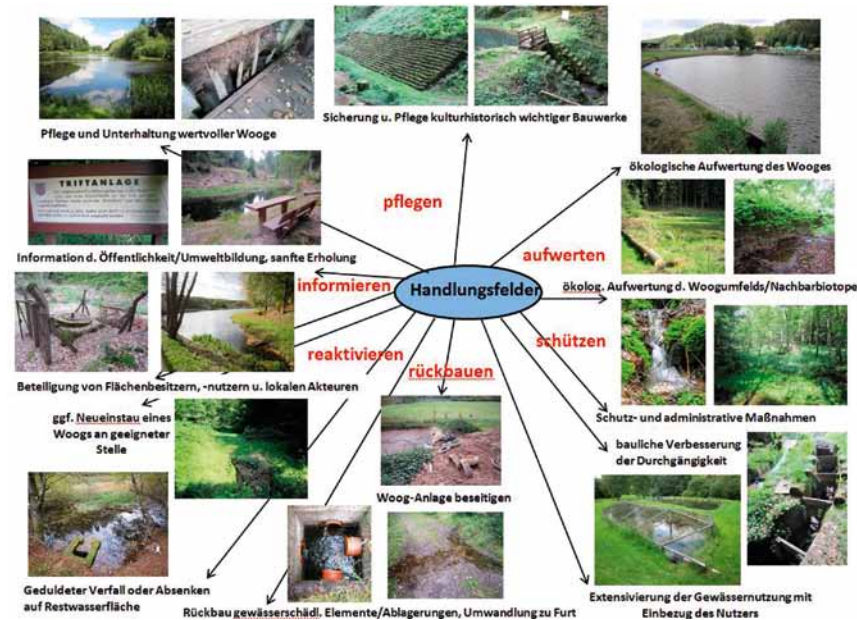 Pflege und Unterhaltung wertvoller Wooge
Sicherung u. Pflege kulturhistorisch wichtiger Bauwerke
ökologische Aufwertung des Wooges
TRIFTANLAGE
pflegen
aufwerten
Information d. Öffentlichkeit/Umweltbildung, sanfte Erholung
informieren
Handlungsfelder
ökolog. Aufwertung d. Woogumfelds/Nachbarbiotope
reaktivieren
rückbauen
schützen
Beteiligung von Flächenbesitzern, -nutzern u. lokalen Akteuren
ggf. Neueinstau eines
Woogs an geeigneter
Stelle
Schutz- und administrative Maßnahmen
bauliche Verbesserung
der Durchgängigkeit
Woog-Anlage beseitigen
Geduldeter Verfall oder Absenken
auf Restwasserfläche
Rückbau gewässerschädl. Elemente/Ablagerungen, Umwandlung zu Furt
Extensivierung der Gewässernutzung mit
Einbezug des Nutzers